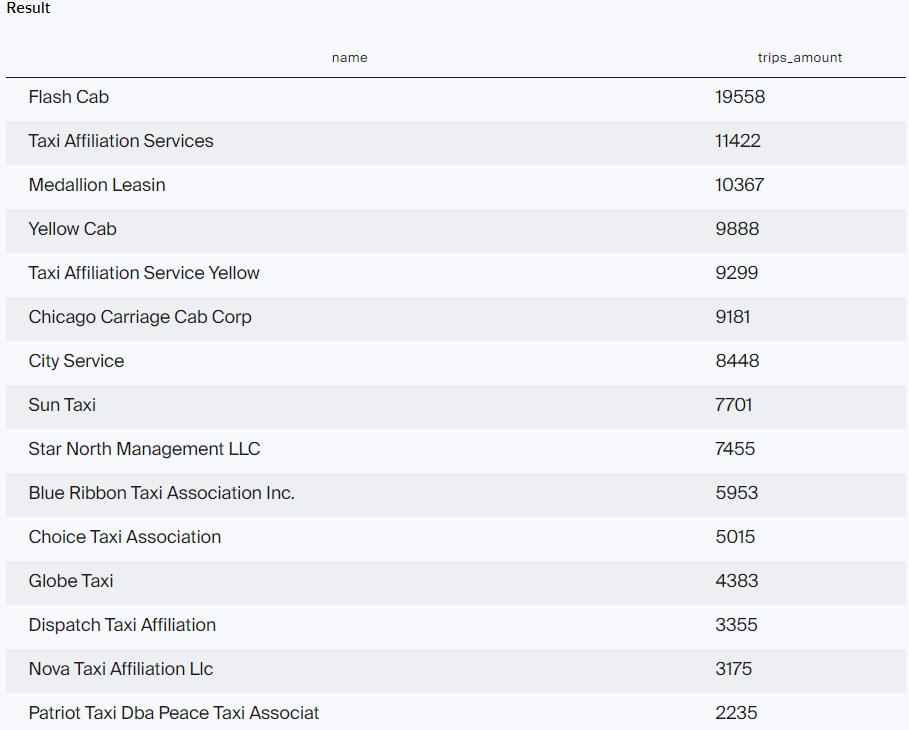 Result
name trips_amount
Flash Cab 19558
Taxi Affiliation Services 11422
Medallion Leasin 10367
Yellow Cab 9888
Taxi Affiliation Service Yellow 9299
Chicago Carriage Cab Corp 9181
City Service 8448
Sun Taxi 7701
Star North Management LLC 7455
Blue Ribbon Taxi Association Inc. 5953
Choice Taxi Association 5015
Globe Taxi 4383
Dispatch Taxi Affiliation 3355
Nova Taxi Affiliation Llc 3175
Patriot Taxi Dba Peace Taxi Associat 2235